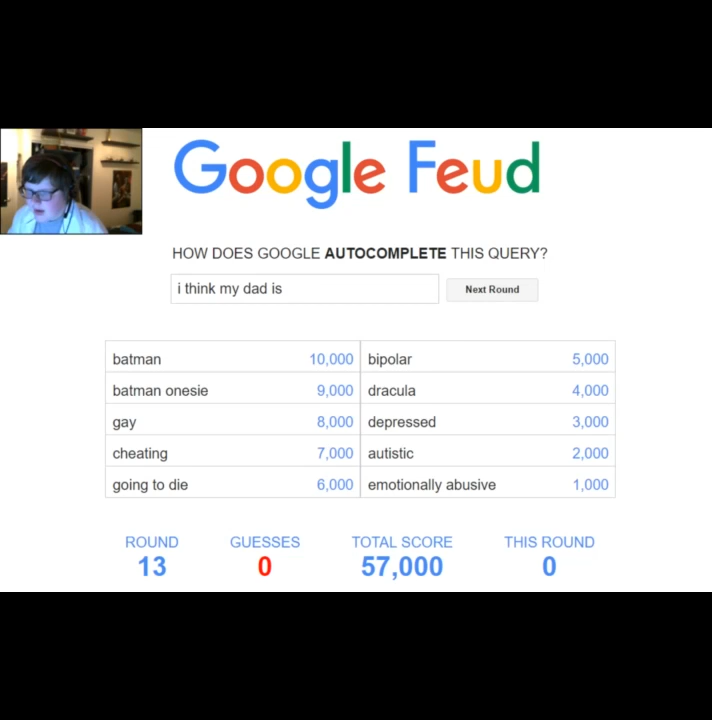 Google Feud
HOW DOES GOOGLE AUTOCOMPLETE THIS QUERY?
i think my dad is
Next Round
batman 10,000 bipolar 5,000
batman onesie 9,000 dracula 4,000
gay 8,000 depressed 3,000
cheating 7,000 autistic 2,000
going to die 6,000 emotionally abusive 1,000
ROUND GUESSES TOTAL SCORE THIS ROUND
13 0 57,000 0